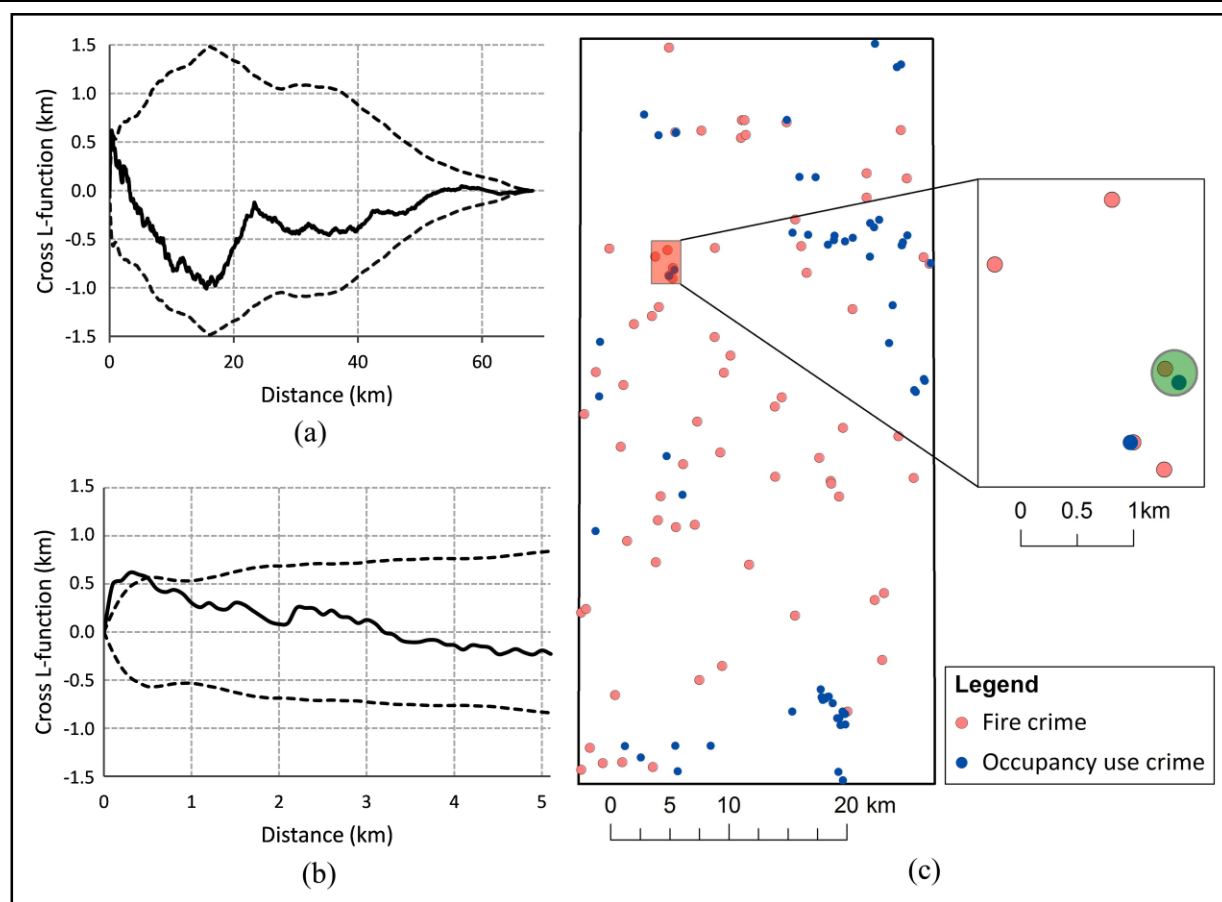 1.5
1.0
0.5
0.0
-0.5
-1.0
-1.5
Cross L-function (km)
0 20 40 60
Distance (km)
(a)
1.5
1.0
0.5
0.0
-0.5
-1.0
-1.5
Cross L-function (km)
0 1 2 3 4 5
Distance (km)
(b)
0 0.5 1km
Legend
Fire crime
Occupancy use crime
0 5 10 20 km
(c)